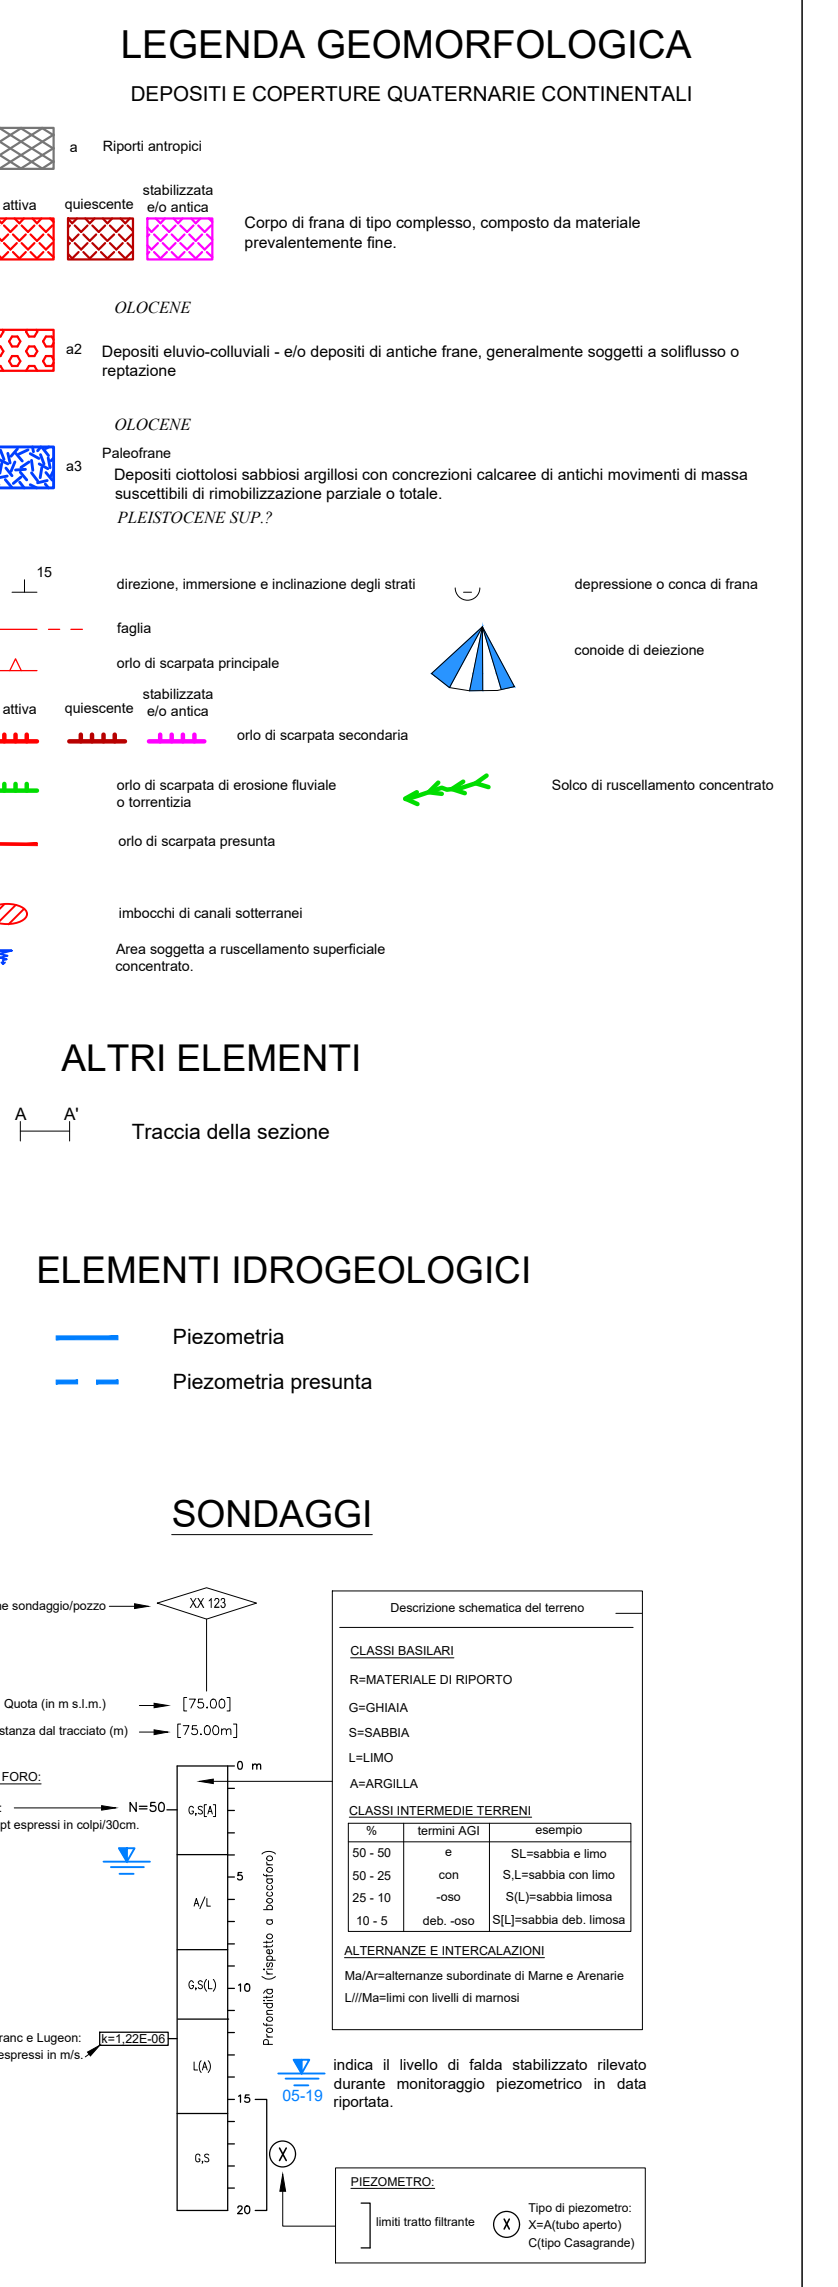 LEGENDA GEOMORFOLOGICA
DEPOSITI E COPERTURE QUATERNARIE CONTINENTALI
a Riporti antropici
attiva quiescente stabilizzata
e/o antica
Corpo di frana di tipo complesso, composto da materiale
prevalentemente fine.
OLOCENE
a2 Depositi eluvio-colluviali - e/o depositi di antiche frane, generalmente soggetti a soliflusso o
reptazione
OLOCENE
a3 Paleofrane
Depositi ciottolosi sabbiosi argillosi con concrezioni calcaree di antichi movimenti di massa
suscettibili di rimobilizzazione parziale o totale.
PLEISTOCENE SUP.?
15 direzione, immersione e inclinazione degli strati
depressione o conca di frana
faglia
conoide di deiezione
orlo di scarpata principale
attiva quiescente stabilizzata
e/o antica
orlo di scarpata secondaria
orlo di scarpata di erosione fluviale
o torrentizia
Solco di ruscellamento concentrato
orlo di scarpata presunta
imbocchi di canali sotterranei
Area soggetta a ruscellamento superficiale
concentrato.
ALTRI ELEMENTI
A A'
Traccia della sezione
ELEMENTI IDROGEOLOGICI
Piezometria
Piezometria presunta
SONDAGGI
ne sondaggio/pozzo
XX 123
Quota (in m s.l.m.) [75.00]
stanza dal tracciato (m) [75.00m]
FORO:
N=50
pt espressi in colpi/30cm.
0 m
5
10
15
20
G,S[A]
A/L
G,S(L)
L(A)
G,S
Profondità (rispetto a boccaforo)
ranc e Lugeon:
espressi in m/s.
k=1,22E-06
Descrizione schematica del terreno
CLASSI BASILARI
R=MATERIALE DI RIPORTO
G=GHIAIA
S=SABBIA
L=LIMO
A=ARGILLA
CLASSI INTERMEDIE TERRENI
% termini AGI esempio
50 - 50 e SL=sabbia e limo
50 - 25 con S,L=sabbia con limo
25 - 10 -oso S(L)=sabbia limosa
10 - 5 deb. -oso S[L]=sabbia deb. limosa
ALTERNANZE E INTERCALAZIONI
Ma/Ar=alternanze subordinate di Marne e Arenarie
L///Ma=limi con livelli di marnosi
05-19
indica il livello di falda stabilizzato rilevato
durante monitoraggio piezometrico in data
riportata.
X
PIEZOMETRO:
limiti tratto filtrante
X
Tipo di piezometro:
X=A(tubo aperto)
C(tipo Casagrande)